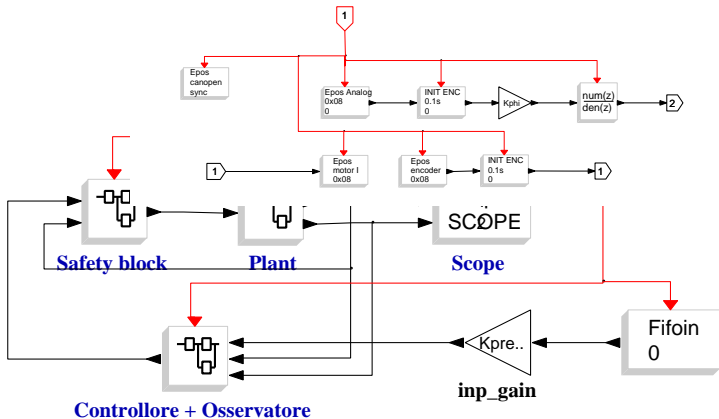 1
Epos
canopen
sync
Epos Analog
0x08
0
INIT ENC
0.1s
0
Kphi
num(z)
den(z)
2
1
Epos
motor I
0x08
Epos
encoder
0x08
INIT ENC
0.1s
0
1
SCOPE
2
Safety block
Plant
Scope
Kpre..
Fifoin
0
inp_gain
Controllore + Osservatore